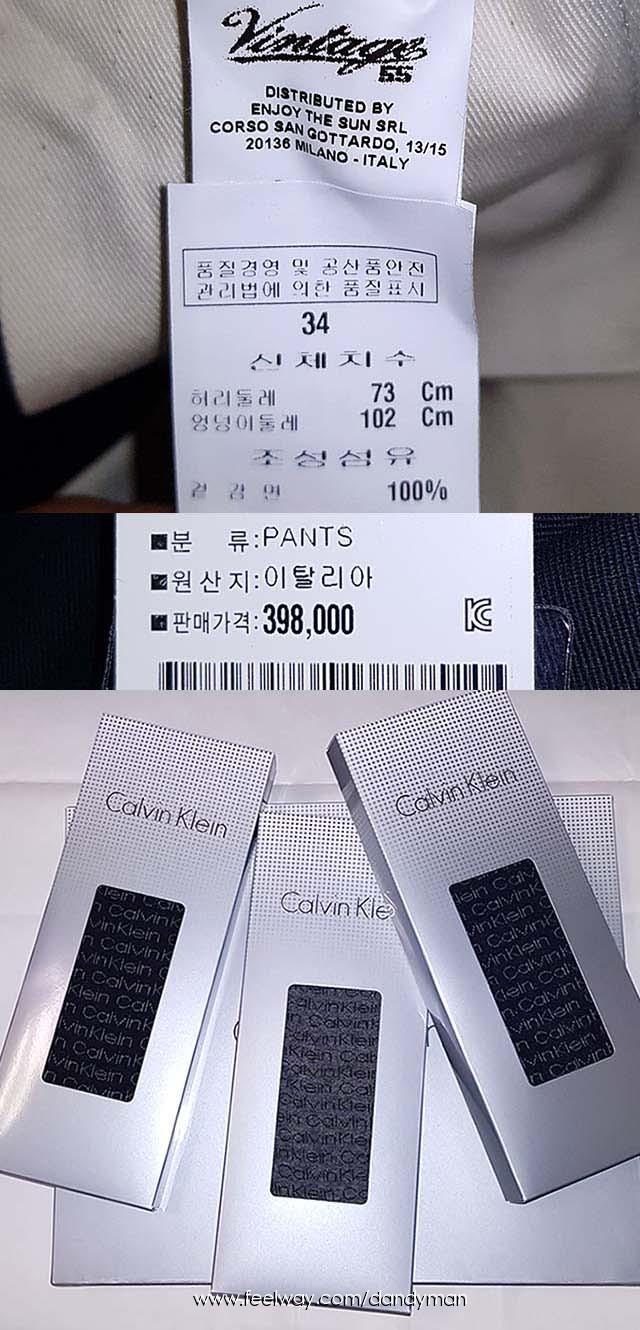 Vintage
55
DISTRIBUTED BY
ENJOY THE SUN SRL
CORSO SAN GOTTARDO, 13/15
20136 MILANO - ITALY
품질경영 및 공산품안전
관리법에 의한 품질표시
34
신체치수
허리둘레 73 Cm
엉덩이둘레 102 Cm
조성섬유
겉감면 100%
■분 류:PANTS
■원산지:이탈리아
■판매가격:398,000
Calvin Klein
Calvin Klein
Calvin Kle
www.feelway.com/dandyman